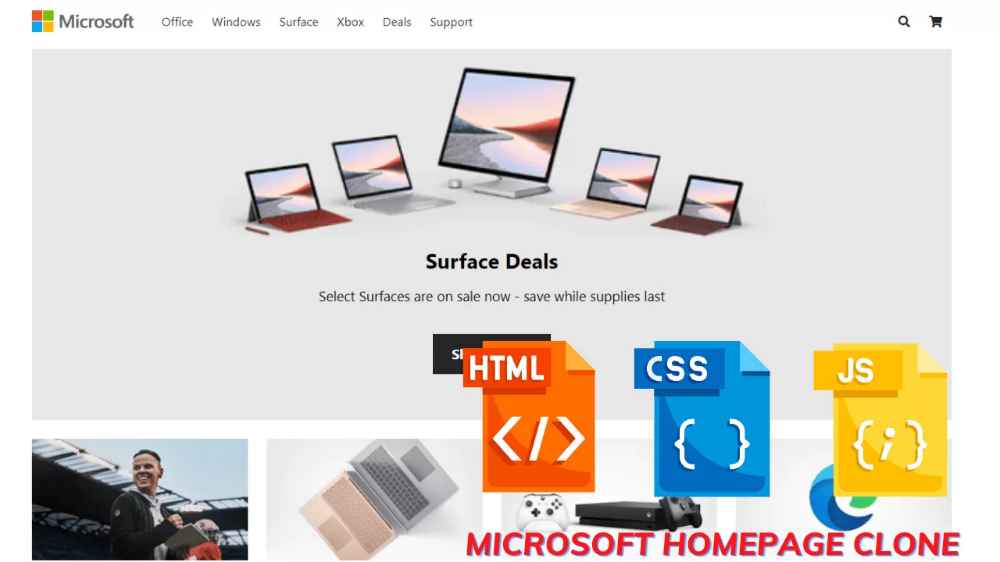 Microsoft Office Windows Surface Xbox Deals Support
Surface Deals
Select Surfaces are on sale now - save while supplies last
HTML CSS JS
</>
{ } {i}
MICROSOFT HOMEPAGE CLONE